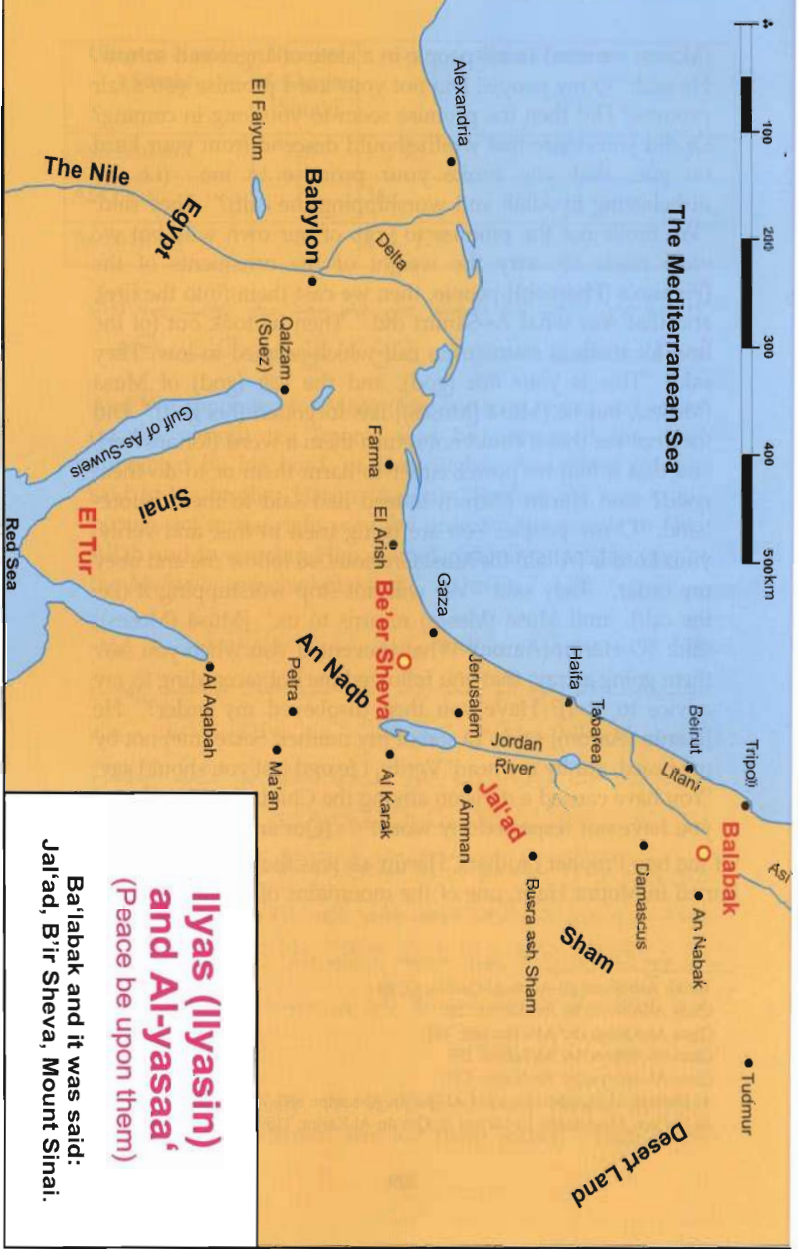 100 200 300 400 500km
Asi
Tripoli
Tudmur
Balabak
An Nabak
Beirut
Litani
The Mediterranean Sea
Damascus
Desert Land
Tabarea
Haifa
Sham
Busra ash Sham
Jordan
River
Jal'ad
Jerusalem
Amman
Alexandria
Gaza
Delta
Be'er Sheva
El Arish
Farma
Al Karak
An Naqb
Babylon
Petra
Ma'an
Qalzam
(Suez)
El Faiyum
Al Aqabah
Egypt
The Nile
Gulf of As-Suweis
Sinai
El Tur
Red Sea
Ilyas (Ilyasin)
and Al-yasaa‘
(Peace be upon them)
Ba‘labak and it was said:
Jal‘ad, B’ir Sheva, Mount Sinai.